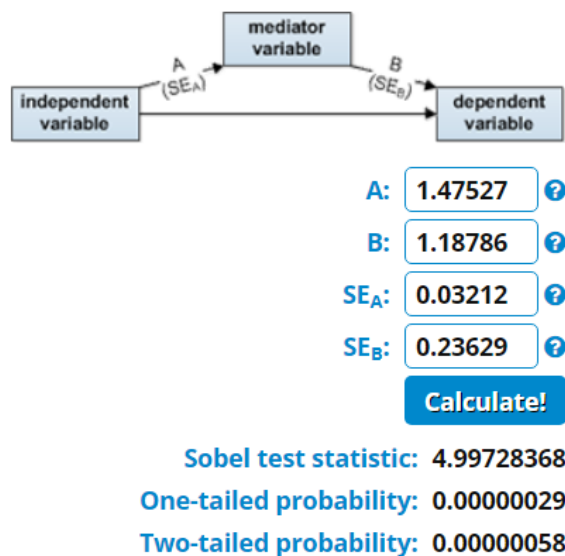 mediator
variable
A
(SEA)
B
(SEB)
independent
variable
dependent
variable
A: 1.47527 ?
B: 1.18786 ?
SEA: 0.03212 ?
SEB: 0.23629 ?
Calculate!
Sobel test statistic: 4.99728368
One-tailed probability: 0.00000029
Two-tailed probability: 0.00000058